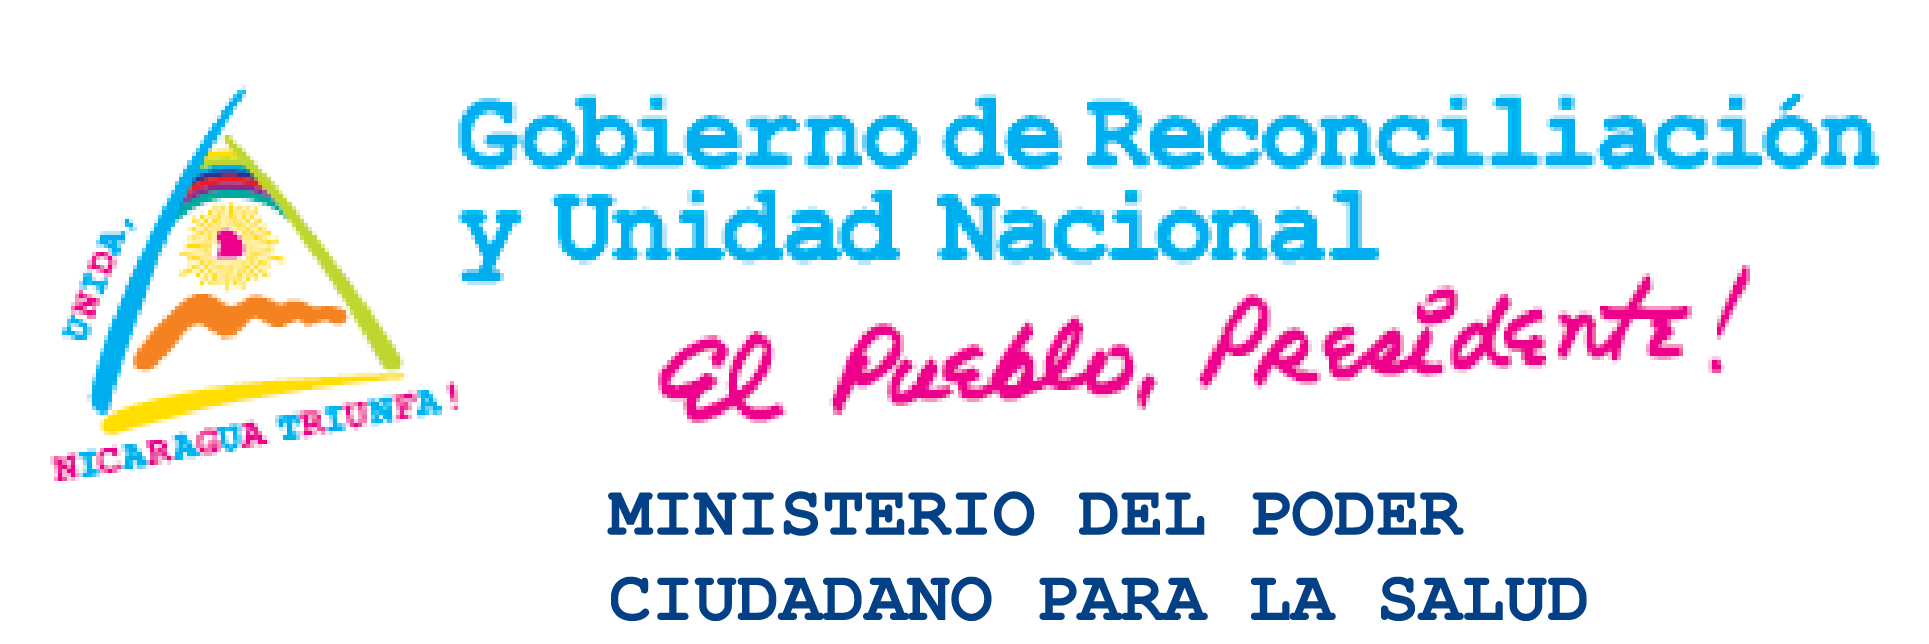 UNIDA,
NICARAGUA TRIUNFA!
Gobierno de Reconciliación
y Unidad Nacional
El Pueblo, Presidente!
MINISTERIO DEL PODER
CIUDADANO PARA LA SALUD